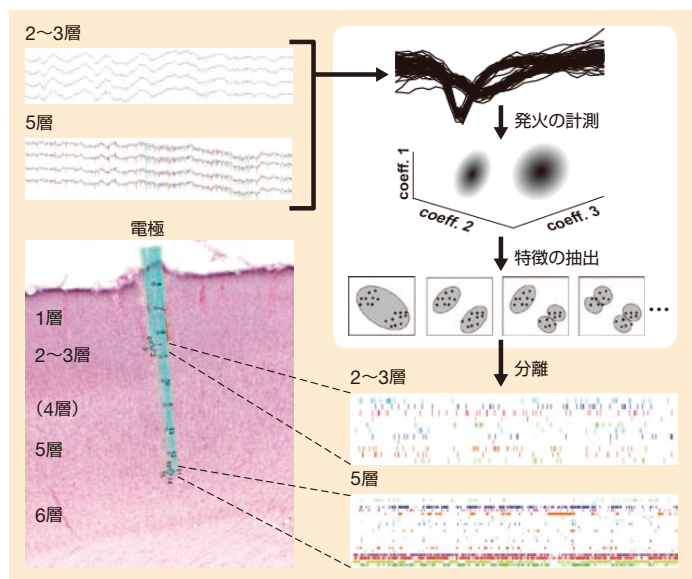 2〜3層
5層
電極
1層
2〜3層
(4層)
5層
6層
発火の計測
coeff. 1
coeff. 2
coeff. 3
特徴の抽出
…
分離
2〜3層
5層